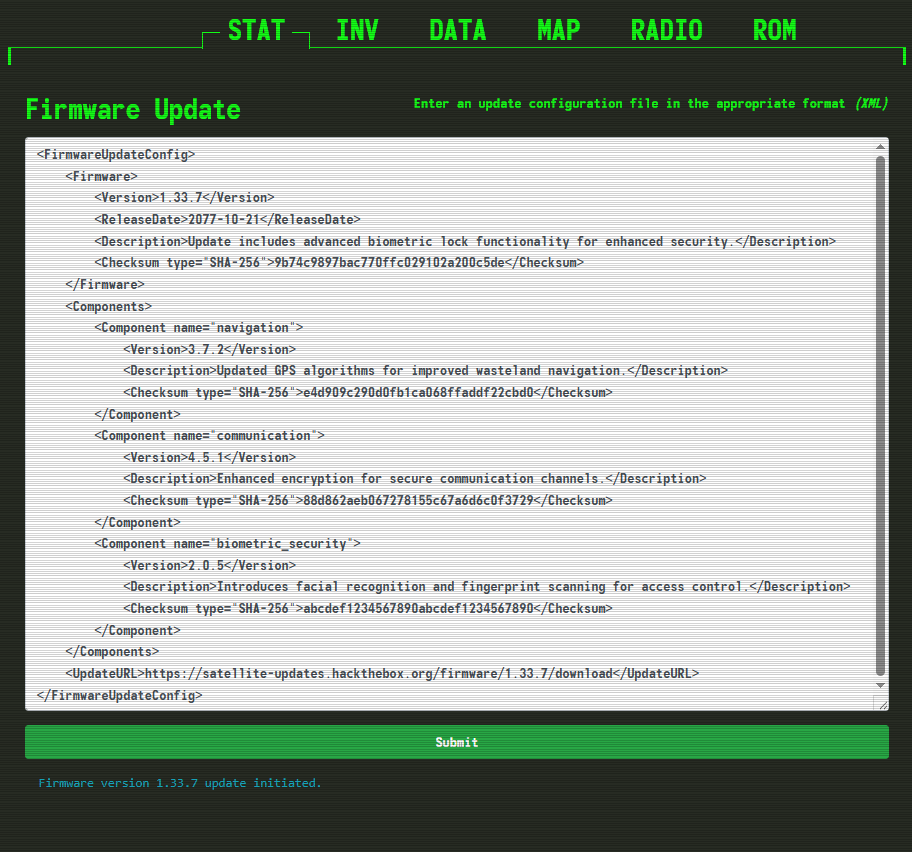 STAT INV DATA MAP RADIO ROM
Firmware Update
Enter an update configuration file in the appropriate format (XML)
<FirmwareUpdateConfig>
    <Firmware>
        <Version>1.33.7</Version>
        <ReleaseDate>2077-10-21</ReleaseDate>
        <Description>Update includes advanced biometric lock functionality for enhanced security.</Description>
        <Checksum type="SHA-256">9b74c9897bac770ffc029102a200c5de</Checksum>
    </Firmware>
    <Components>
        <Component name="navigation">
            <Version>3.7.2</Version>
            <Description>Updated GPS algorithms for improved wasteland navigation.</Description>
            <Checksum type="SHA-256">e4d909c290d0fb1ca068ffaddf22cbd0</Checksum>
        </Component>
        <Component name="communication">
            <Version>4.5.1</Version>
            <Description>Enhanced encryption for secure communication channels.</Description>
            <Checksum type="SHA-256">88d862aeb067278155c67a6d6c0f3729</Checksum>
        </Component>
        <Component name="biometric_security">
            <Version>2.0.5</Version>
            <Description>Introduces facial recognition and fingerprint scanning for access control.</Description>
            <Checksum type="SHA-256">abcdef1234567890abcdef1234567890</Checksum>
        </Component>
    </Components>
    <UpdateURL>https://satellite-updates.hackthebox.org/firmware/1.33.7/download</UpdateURL>
</FirmwareUpdateConfig>
Submit
Firmware version 1.33.7 update initiated.